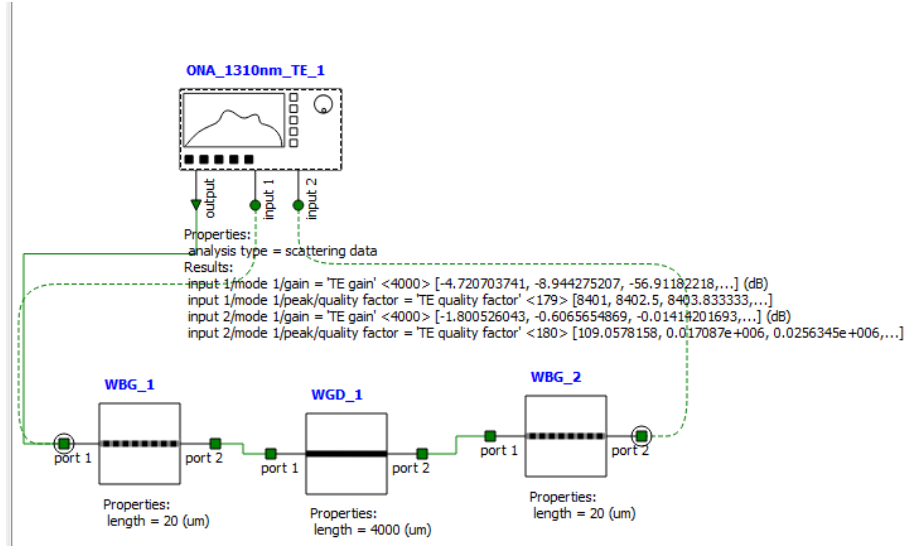 ONA_1310nm_TE_1
output
input 1
input 2
Properties:
analysis type = scattering data
Results:
input 1/mode 1/gain = 'TE gain' <4000> [-4.720703741, -8.944275207, -56.91182218,...] (dB)
input 1/mode 1/peak/quality factor = 'TE quality factor' <179> [8401, 8402.5, 8403.833333,...]
input 2/mode 1/gain = 'TE gain' <4000> [-1.800526043, -0.6065654869, -0.01414201693,...] (dB)
input 2/mode 1/peak/quality factor = 'TE quality factor' <180> [109.0578158, 0.017087e+006, 0.0256345e+006,...]
WBG_1
port 1
port 2
Properties:
length = 20 (um)
WGD_1
port 1
port 2
Properties:
length = 4000 (um)
WBG_2
port 1
port 2
Properties:
length = 20 (um)